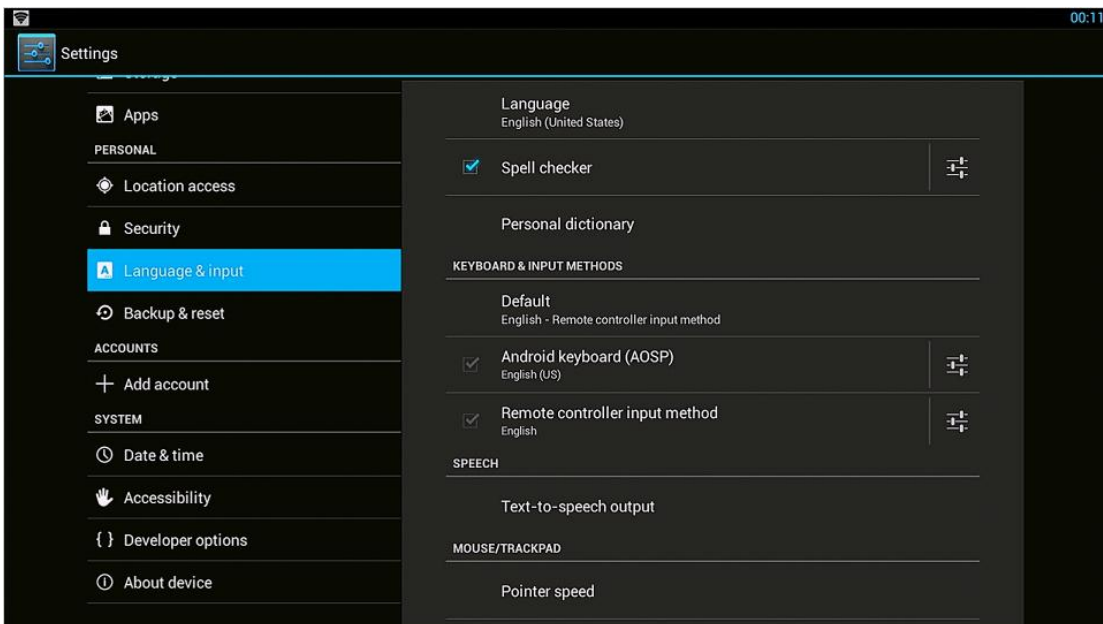 00:11
Settings
Storage
Apps
PERSONAL
Location access
Security
Language & input
Backup & reset
ACCOUNTS
Add account
SYSTEM
Date & time
Accessibility
{ } Developer options
About device
Language
English (United States)
Spell checker
Personal dictionary
KEYBOARD & INPUT METHODS
Default
English - Remote controller input method
Android keyboard (AOSP)
English (US)
Remote controller input method
English
SPEECH
Text-to-speech output
MOUSE/TRACKPAD
Pointer speed